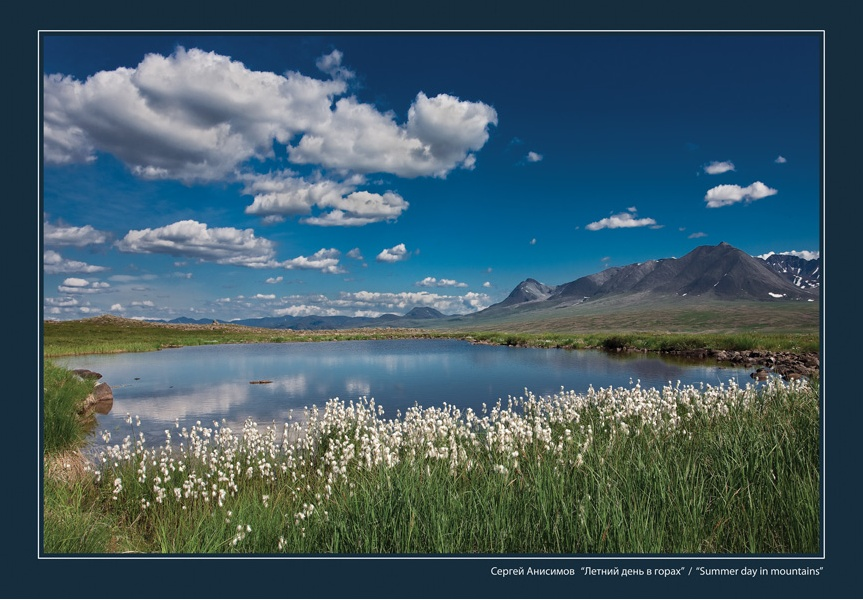 Сергей Анисимов “Летний день в горах” / “Summer day in mountains”